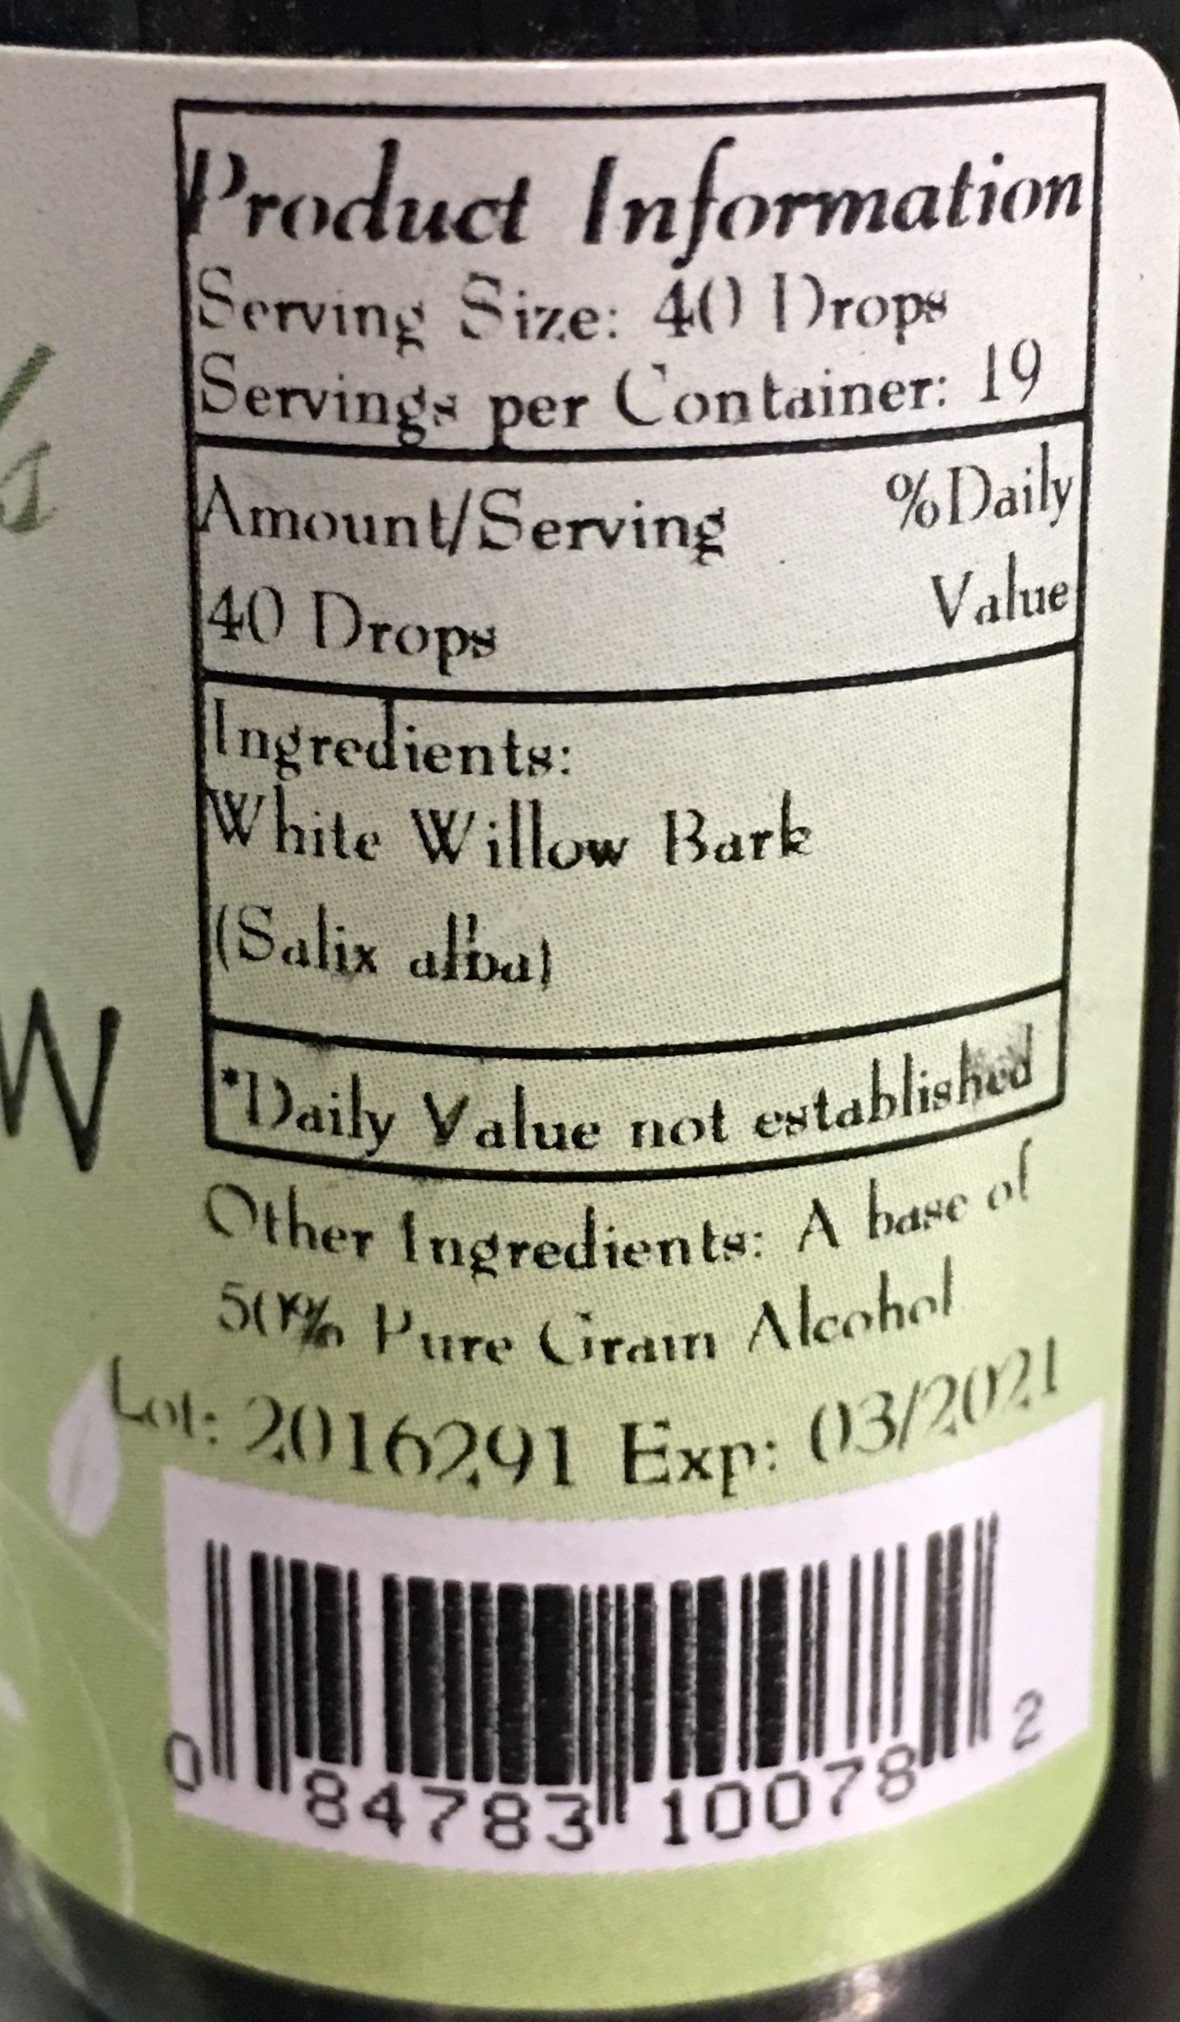 s
W
Product Information
Serving Size: 40 Drops
Servings per Container: 19
Amount/Serving %Daily
40 Drops Value
Ingredients:
White Willow Bark
(Salix alba)
*Daily Value not established
Other Ingredients: A base of
50% Pure Grain Alcohol
Lot: 2016291 Exp: 03/2021
0 84783 10078 2